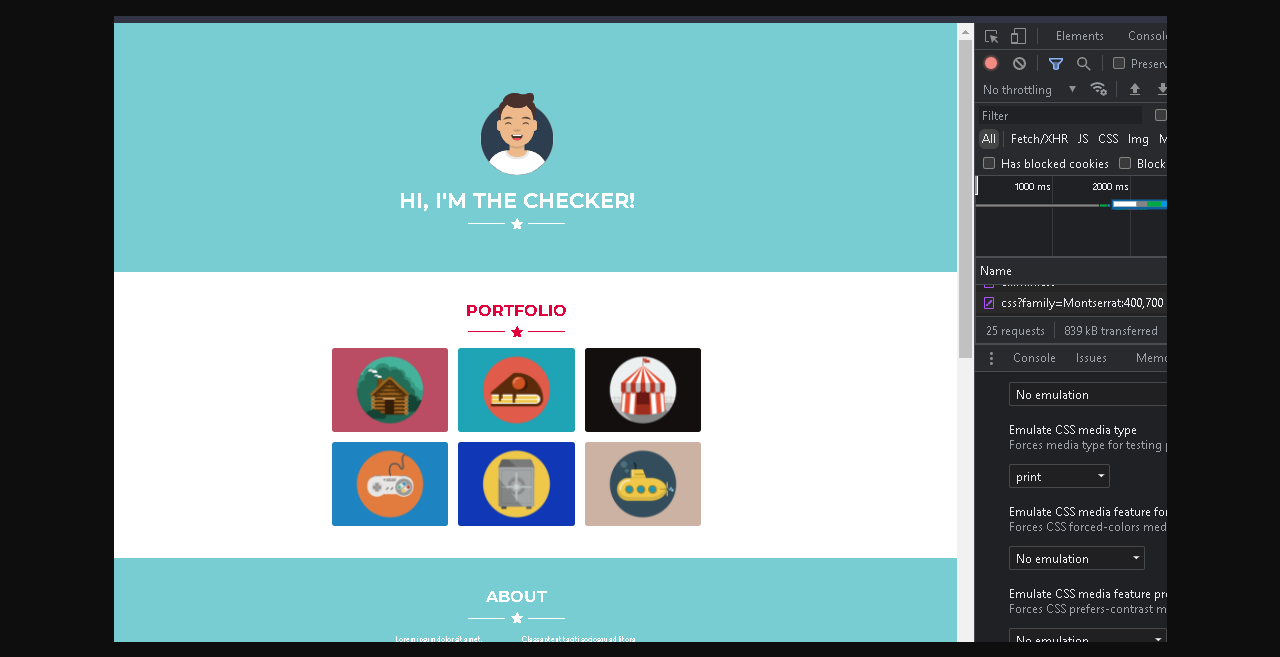 HI, I'M THE CHECKER!
PORTFOLIO
ABOUT
Lorem ipsum dolor sit amet,
Class aptent taciti sociosqu ad litora
Elements Console
Preserv
No throttling
Filter
All Fetch/XHR JS CSS Img M
Has blocked cookies Block
1000 ms 2000 ms
Name
css?family=Montserrat:400,700
25 requests 839 kB transferred
Console Issues Memo
No emulation
Emulate CSS media type
Forces media type for testing p
print
Emulate CSS media feature for
Forces CSS forced-colors med
No emulation
Emulate CSS media feature pre
Forces CSS prefers-contrast m
No emulation